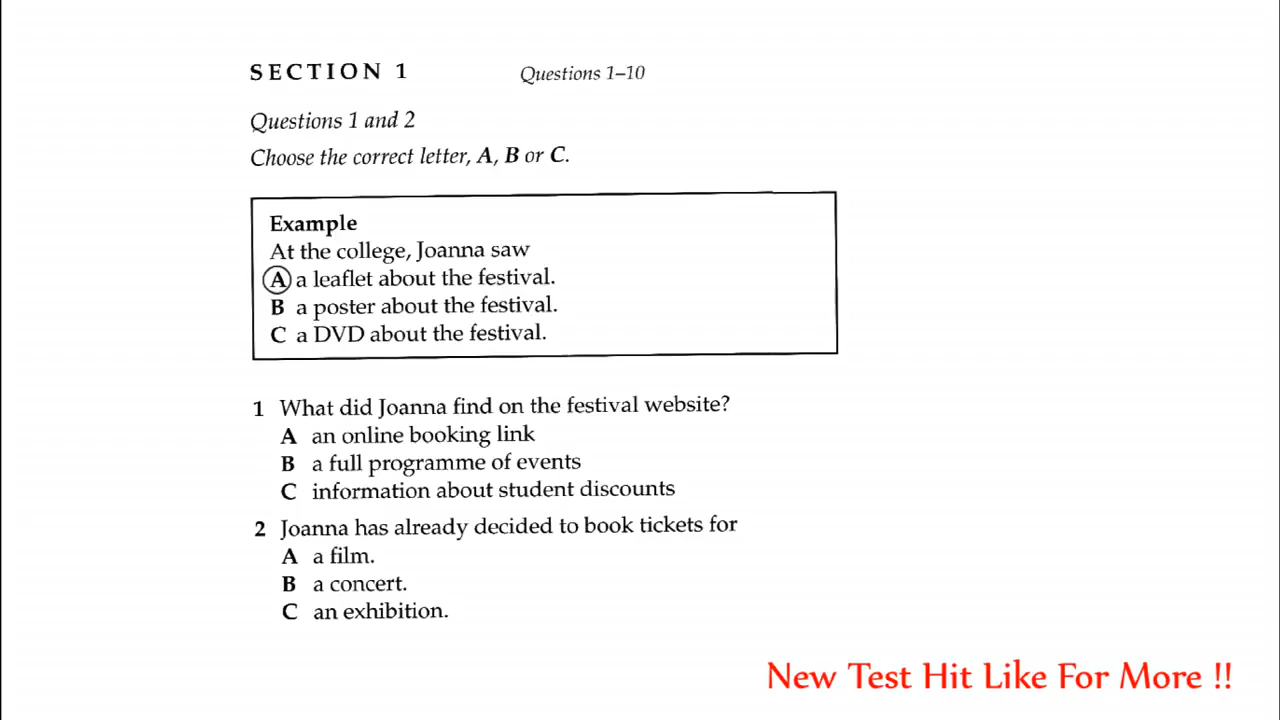 SECTION 1 Questions 1–10
Questions 1 and 2
Choose the correct letter, A, B or C.
Example
At the college, Joanna saw
A a leaflet about the festival.
B a poster about the festival.
C a DVD about the festival.
1 What did Joanna find on the festival website?
A an online booking link
B a full programme of events
C information about student discounts
2 Joanna has already decided to book tickets for
A a film.
B a concert.
C an exhibition.
New Test Hit Like For More !!